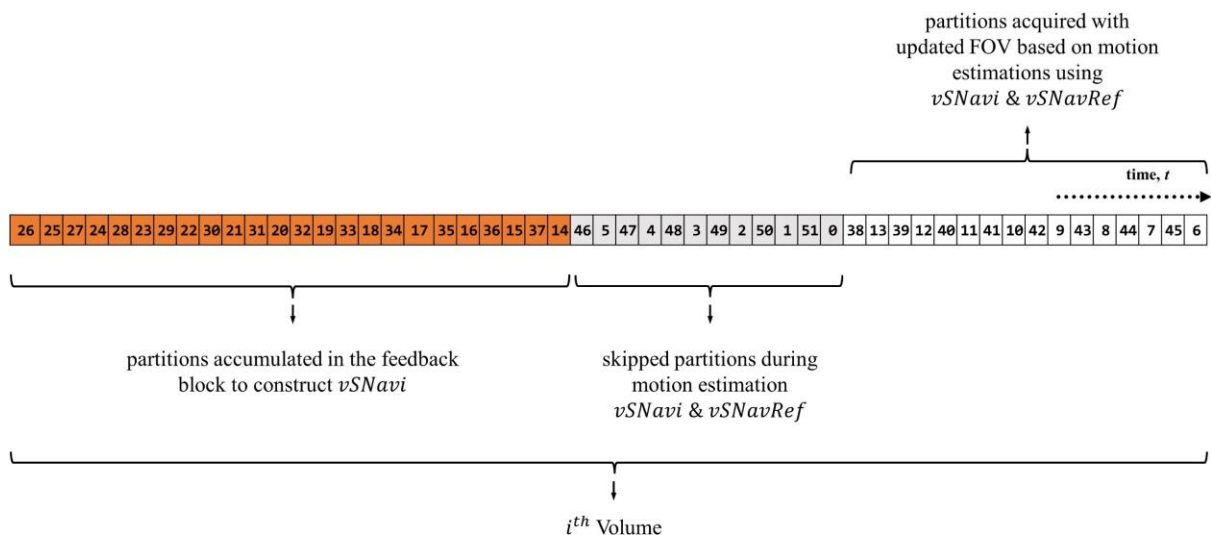 partitions acquired with
updated FOV based on motion
estimations using
vSNavi & vSNavRef
time, t
26 25 27 24 28 23 29 22 30 21 31 20 32 19 33 18 34 17 35 16 36 15 37 14 46 5 47 4 48 3 49 2 50 1 51 0 38 13 39 12 40 11 41 10 42 9 43 8 44 7 45 6
partitions accumulated in the feedback
block to construct vSNavi
skipped partitions during
motion estimation
vSNavi & vSNavRef
i^th Volume